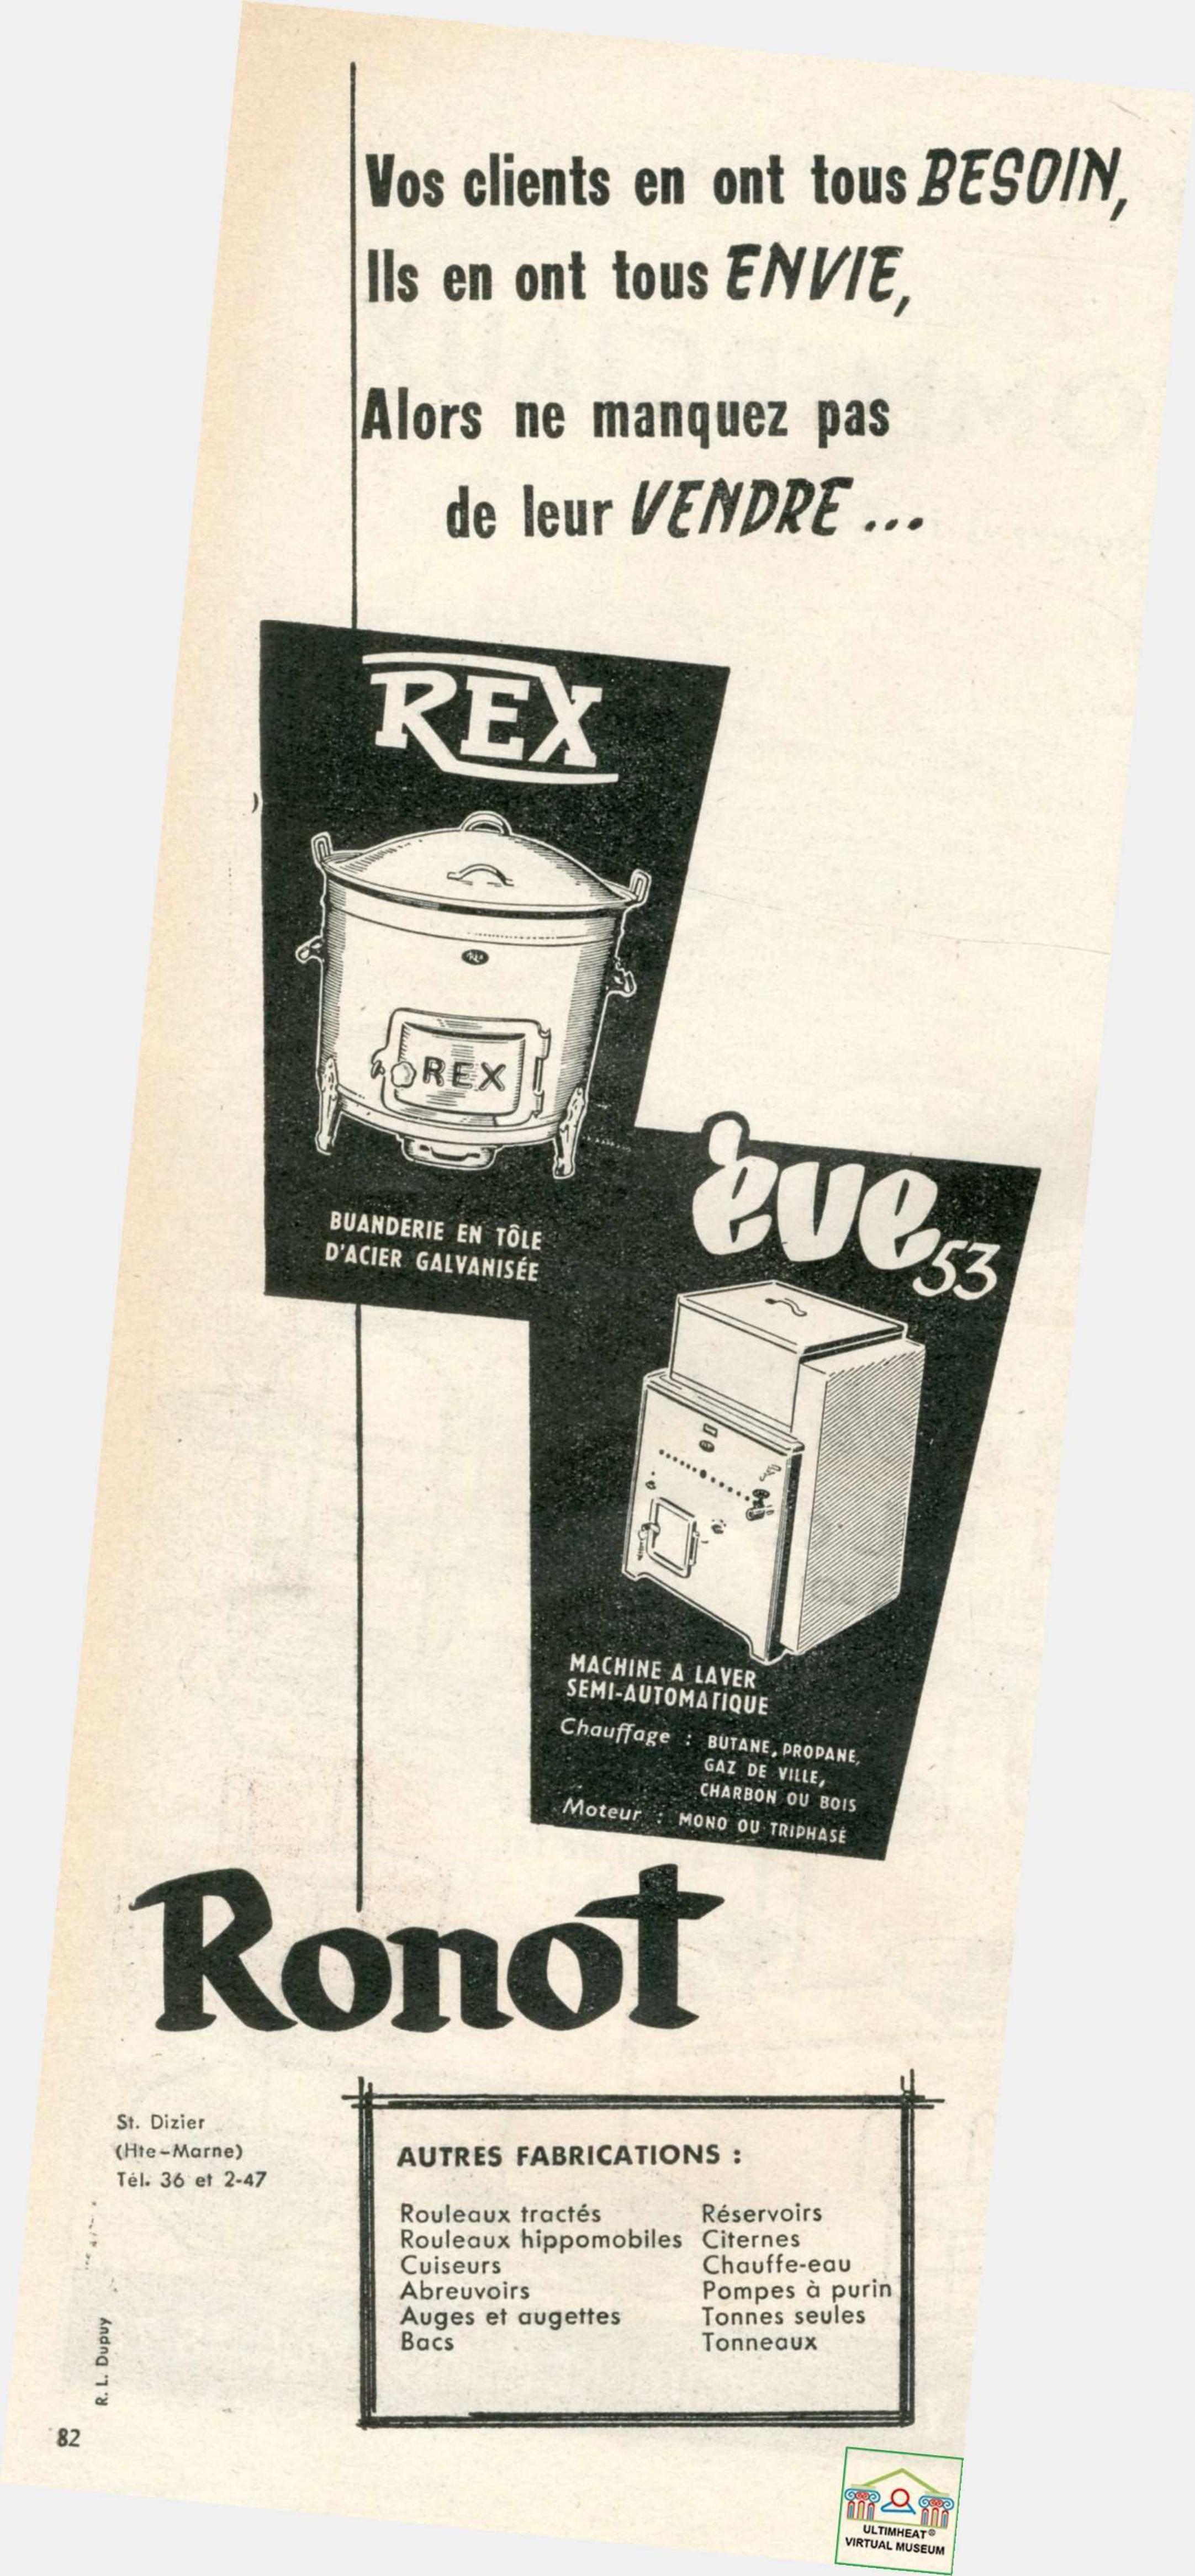 Vos clients en ont tous BESOIN,
Ils en ont tous ENVIE,
Alors ne manquez pas
de leur VENDRE ...
REX
REX
BUANDERIE EN TÔLE
D'ACIER GALVANISÉE
ève 53
MACHINE A LAVER
SEMI-AUTOMATIQUE
Chauffage : BUTANE, PROPANE,
GAZ DE VILLE,
CHARBON OU BOIS
Moteur : MONO OU TRIPHASÉ
Ronot
St. Dizier
(Hte-Marne)
Tél. 36 et 2-47
AUTRES FABRICATIONS :
Rouleaux tractés
Rouleaux hippomobiles
Cuiseurs
Abreuvoirs
Auges et augettes
Bacs
Réservoirs
Citernes
Chauffe-eau
Pompes à purin
Tonnes seules
Tonneaux
R. L. Dupuy
82
ULTIMHEAT®
VIRTUAL MUSEUM